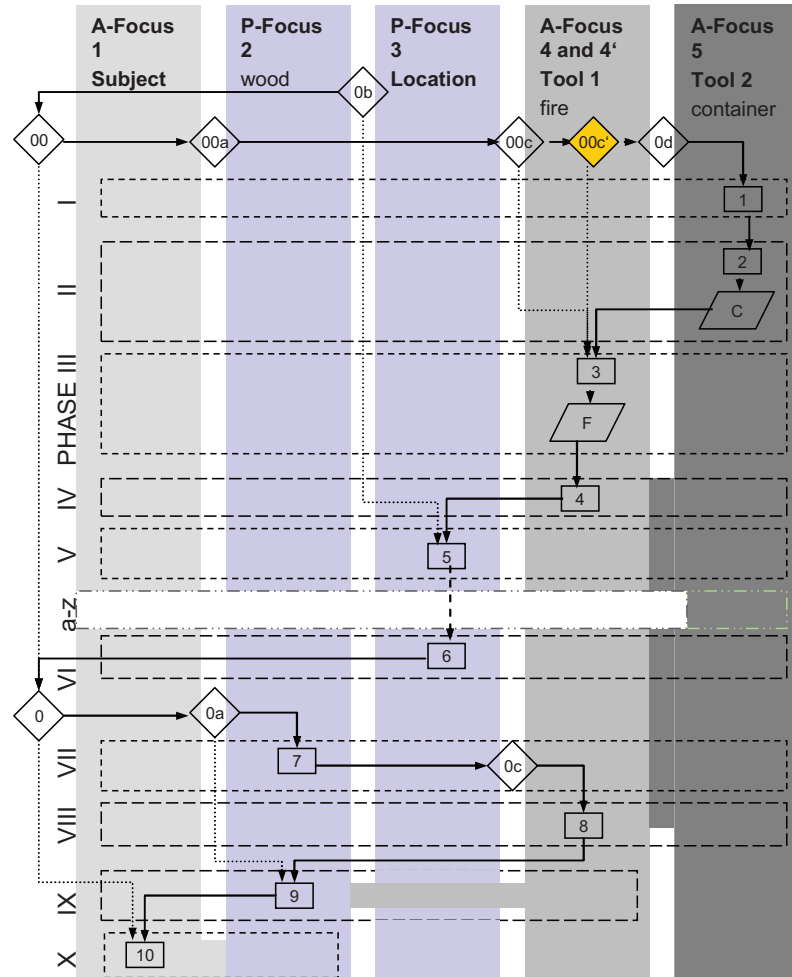 A-Focus
1
Subject
P-Focus
2
wood
P-Focus
3
Location
A-Focus
4 and 4‘
Tool 1
fire
A-Focus
5
Tool 2
container
0b
00
00a
00c
00c‘
0d
I
1
II
2
C
PHASE III
3
F
IV
4
V
5
a-z
VI
6
0
0a
VII
7
0c
VIII
8
IX
9
X
10